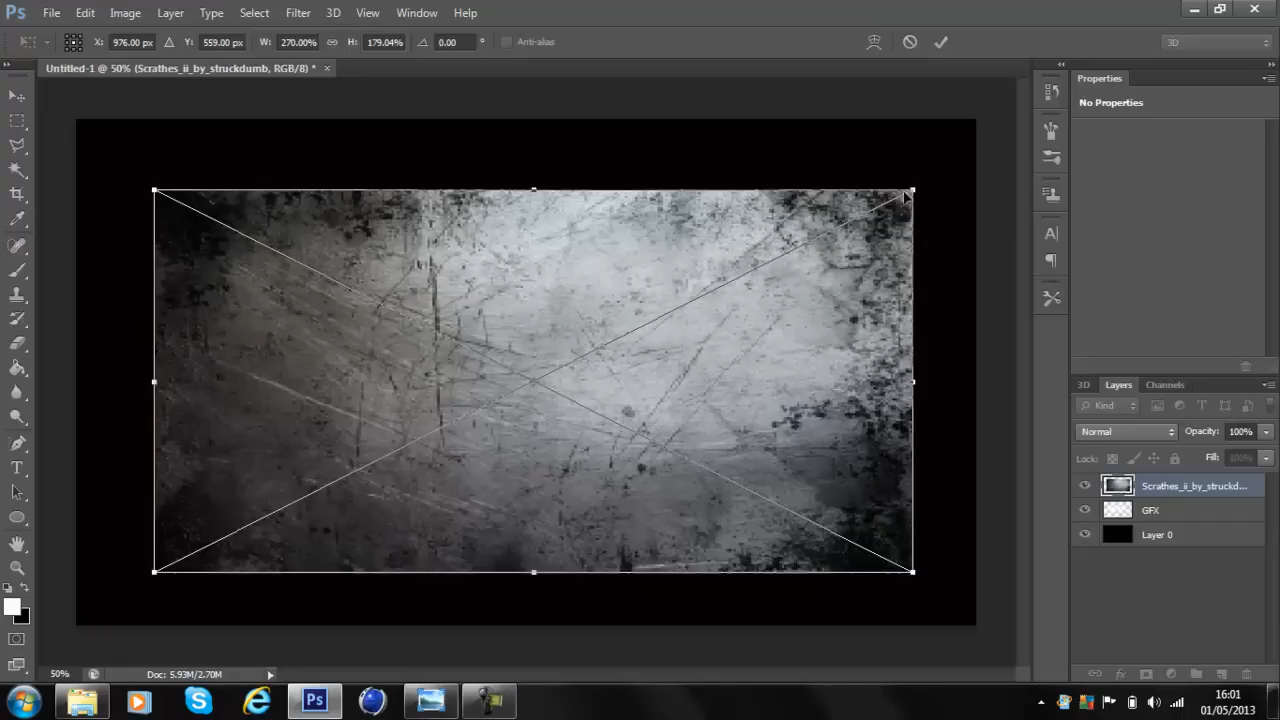 Ps File Edit Image Layer Type Select Filter 3D View Window Help
X: 976.00 px Y: 559.00 px W: 270.00% H: 179.04% 0.00 ° Anti-alias 3D
Untitled-1 @ 50% (Scrathes_ii_by_struckdumb, RGB/8) * ×
Properties
No Properties
3D Layers Channels
Kind
Normal Opacity: 100%
Lock: Fill: 100%
Scrathes_ii_by_struckd...
GFX
Layer 0
50% Doc: 5.93M/2.70M
Ps
16:01
01/05/2013